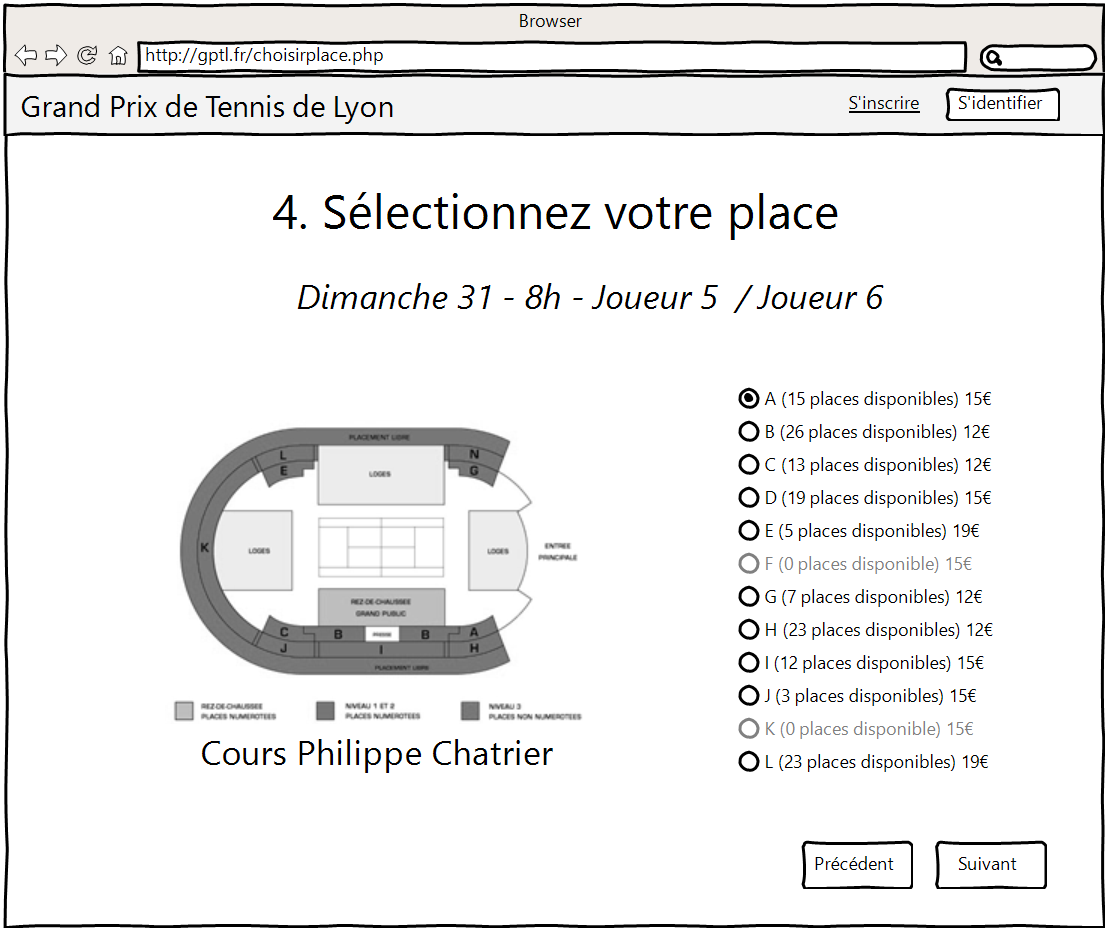 Browser
http://gptl.fr/choisirplace.php
Grand Prix de Tennis de Lyon
S'inscrire
S'identifier
4. Sélectionnez votre place
Dimanche 31 - 8h - Joueur 5 / Joueur 6
PLACEMENT LIBRE
L
N
E
G
LOGES
K
LOGES
LOGES
ENTREE
PRINCIPALE
REZ-DE-CHAUSSEE
GRAND PUBLIC
C
B
PRESSE
B
A
J
I
H
PLACEMENT LIBRE
REZ-DE-CHAUSSEE
PLACES NUMEROTEES
NIVEAU 1 ET 2
PLACES NUMEROTEES
NIVEAU 3
PLACES NON NUMEROTEES
Cours Philippe Chatrier
A (15 places disponibles) 15€
B (26 places disponibles) 12€
C (13 places disponibles) 12€
D (19 places disponibles) 15€
E (5 places disponibles) 19€
F (0 places disponible) 15€
G (7 places disponibles) 12€
H (23 places disponibles) 12€
I (12 places disponibles) 15€
J (3 places disponibles) 15€
K (0 places disponible) 15€
L (23 places disponibles) 19€
Précédent
Suivant